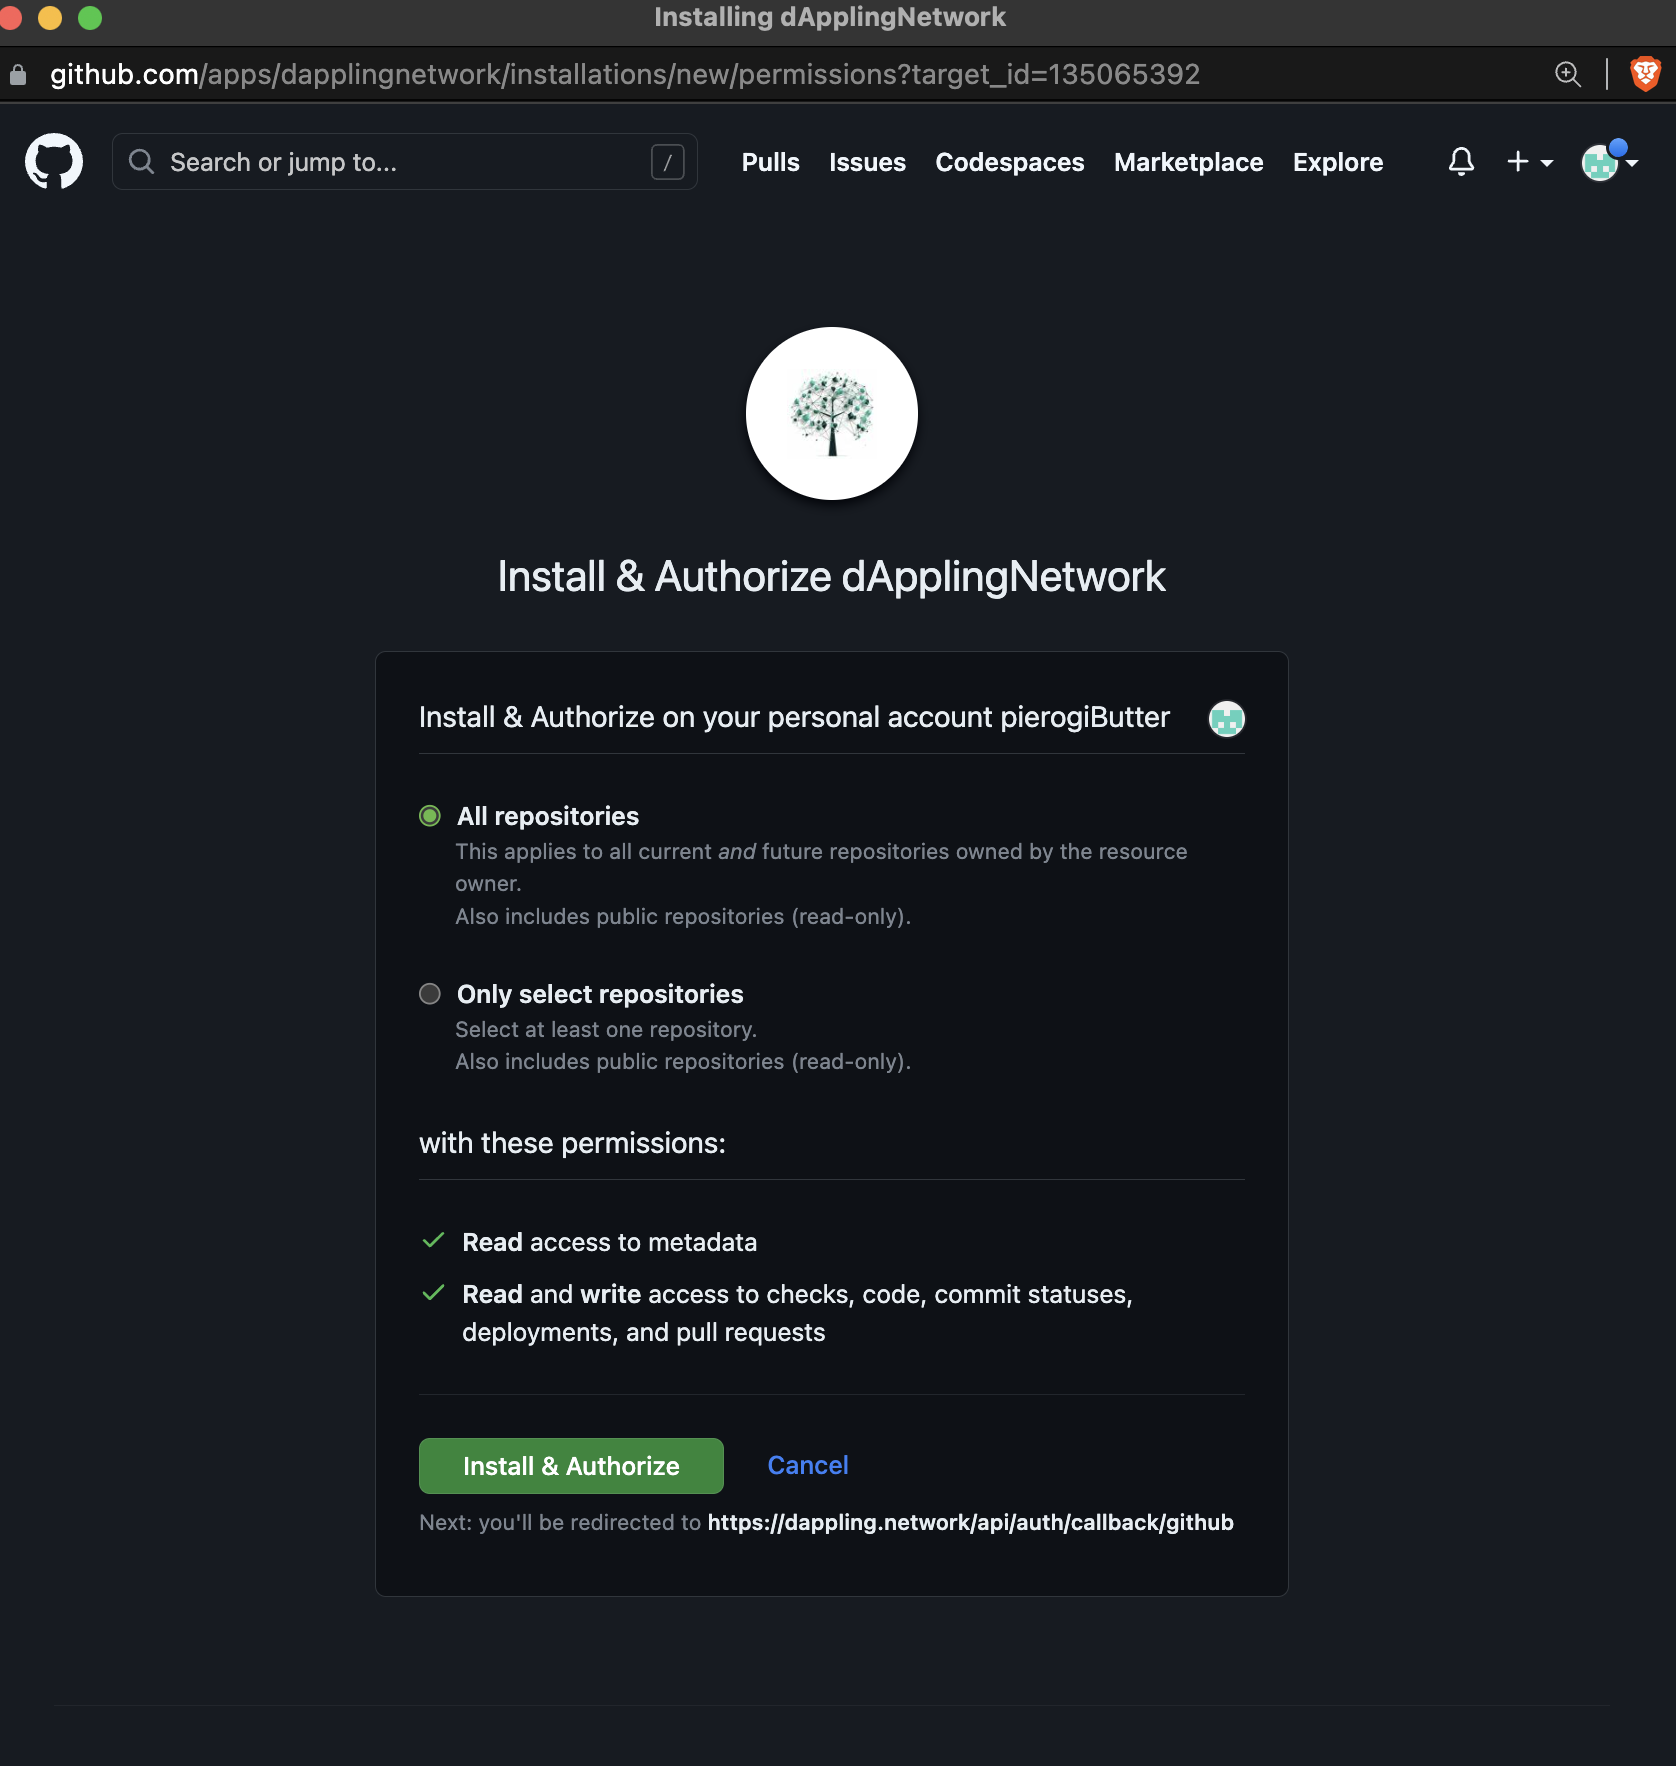 Installing dApplingNetwork
github.com/apps/dapplingnetwork/installations/new/permissions?target_id=135065392
Search or jump to... / Pulls Issues Codespaces Marketplace Explore
Install & Authorize dApplingNetwork
Install & Authorize on your personal account pierogiButter
All repositories
This applies to all current and future repositories owned by the resource
owner.
Also includes public repositories (read-only).
Only select repositories
Select at least one repository.
Also includes public repositories (read-only).
with these permissions:
Read access to metadata
Read and write access to checks, code, commit statuses,
deployments, and pull requests
Install & Authorize Cancel
Next: you'll be redirected to https://dappling.network/api/auth/callback/github